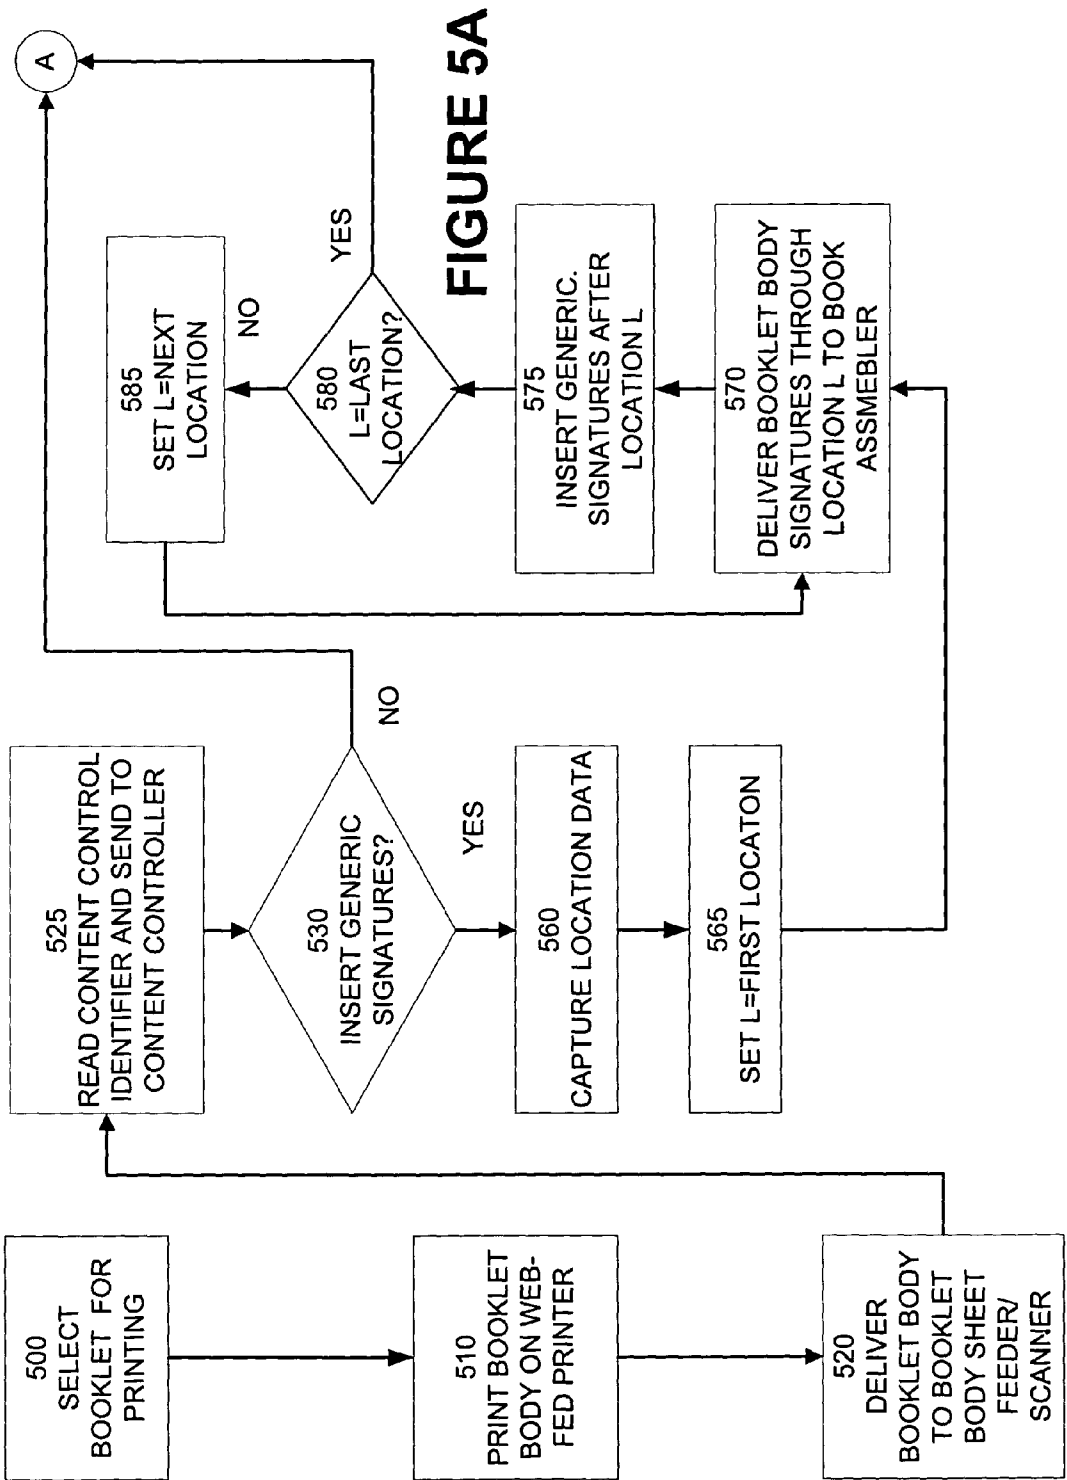 500
SELECT
BOOKLET FOR
PRINTING
510
PRINT BOOKLET
BODY ON WEB-
FED PRINTER
520
DELIVER
BOOKLET BODY
TO BOOKLET
BODY SHEET
FEEDER/
SCANNER
525
READ CONTENT CONTROL
IDENTIFIER AND SEND TO
CONTENT CONTROLLER
530
INSERT GENERIC
SIGNATURES?
NO
YES
560
CAPTURE LOCATION DATA
565
SET L=FIRST LOCATON
570
DELIVER BOOKLET BODY
SIGNATURES THROUGH
LOCATION L TO BOOK
ASSMEBLER
575
INSERT GENERIC.
SIGNATURES AFTER
LOCATION L
580
L=LAST
LOCATION?
YES
NO
585
SET L=NEXT
LOCATION
A
FIGURE 5A